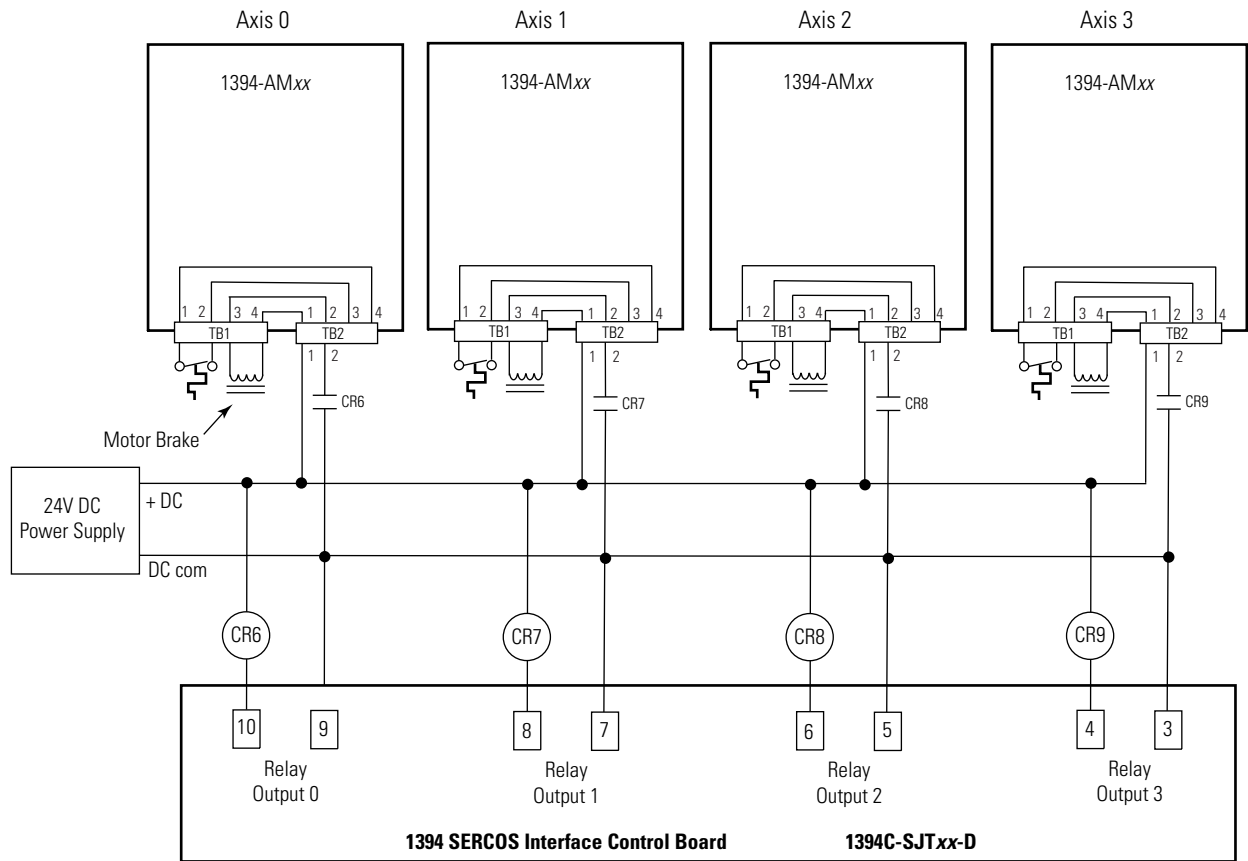 Axis 0 Axis 1 Axis 2 Axis 3
1394-AMxx 1394-AMxx 1394-AMxx 1394-AMxx
1 2 3 4 1 2 3 4 1 2 3 4 1 2 3 4 1 2 3 4 1 2 3 4 1 2 3 4 1 2 3 4
TB1 TB2 TB1 TB2 TB1 TB2 TB1 TB2
1 2 1 2 1 2 1 2
CR6 CR7 CR8 CR9
Motor Brake
24V DC
Power Supply
+ DC
DC com
CR6 CR7 CR8 CR9
10 9 8 7 6 5 4 3
Relay Relay Relay Relay
Output 0 Output 1 Output 2 Output 3
1394 SERCOS Interface Control Board 1394C-SJTxx-D